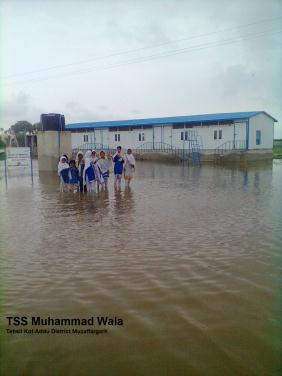 TSS Muhammad Wala
Tehsil Kot Addu District Muzaffargarh